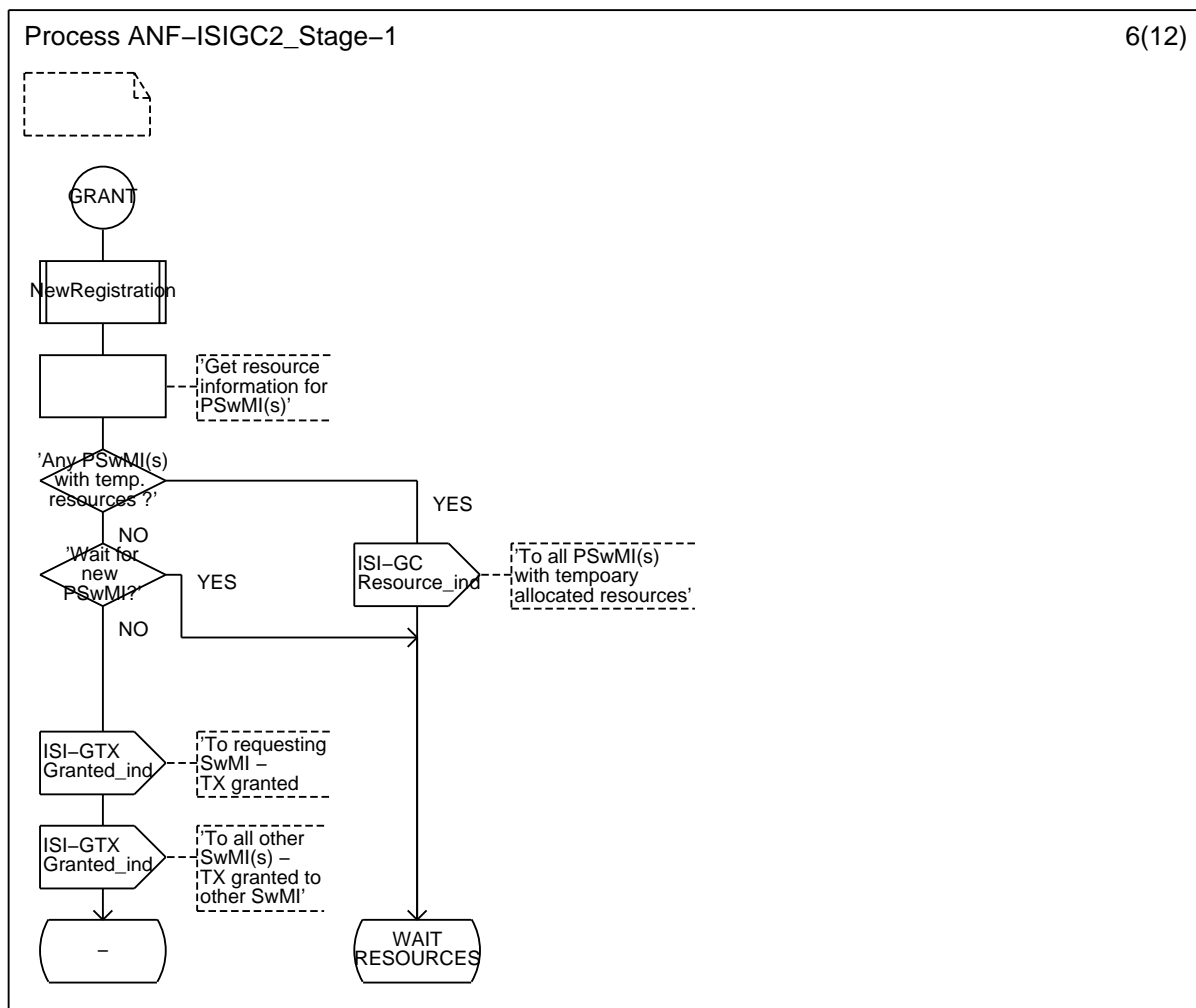 Process ANF–ISIGC2_Stage–1
6(12)
GRANT
NewRegistration
’Get resource
information for
PSwMI(s)’
’Any PSwMI(s)
with temp.
resources ?’
YES
NO
’Wait for
new
PSwMI?’
YES
NO
ISI–GC
Resource_ind
’To all PSwMI(s)
with tempoary
allocated resources’
ISI–GTX
Granted_ind
’To requesting
SwMI –
TX granted
ISI–GTX
Granted_ind
’To all other
SwMI(s) –
TX granted to
other SwMI’
–
WAIT
RESOURCES